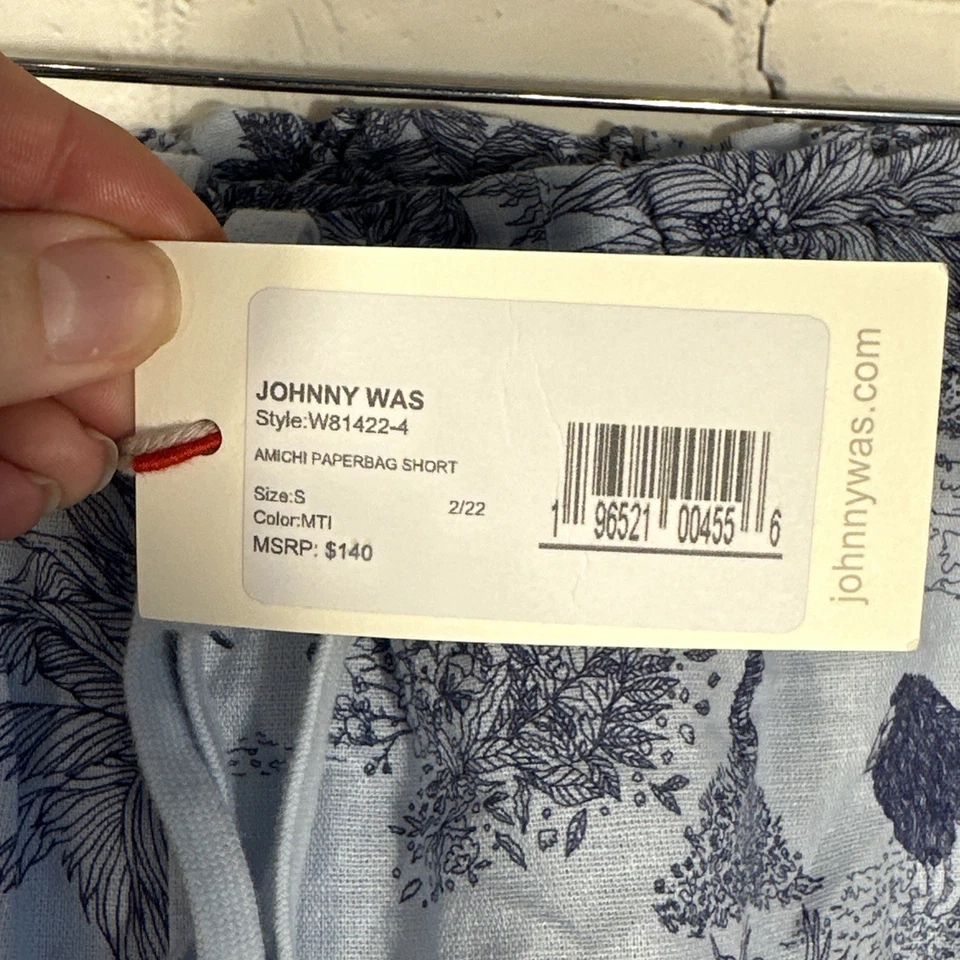 JOHNNY WAS
Style:W81422-4
AMICHI PAPERBAG SHORT
Size:S
2/22
Color:MTI
MSRP: $140
1 96521 00455 6
johnnywas.com